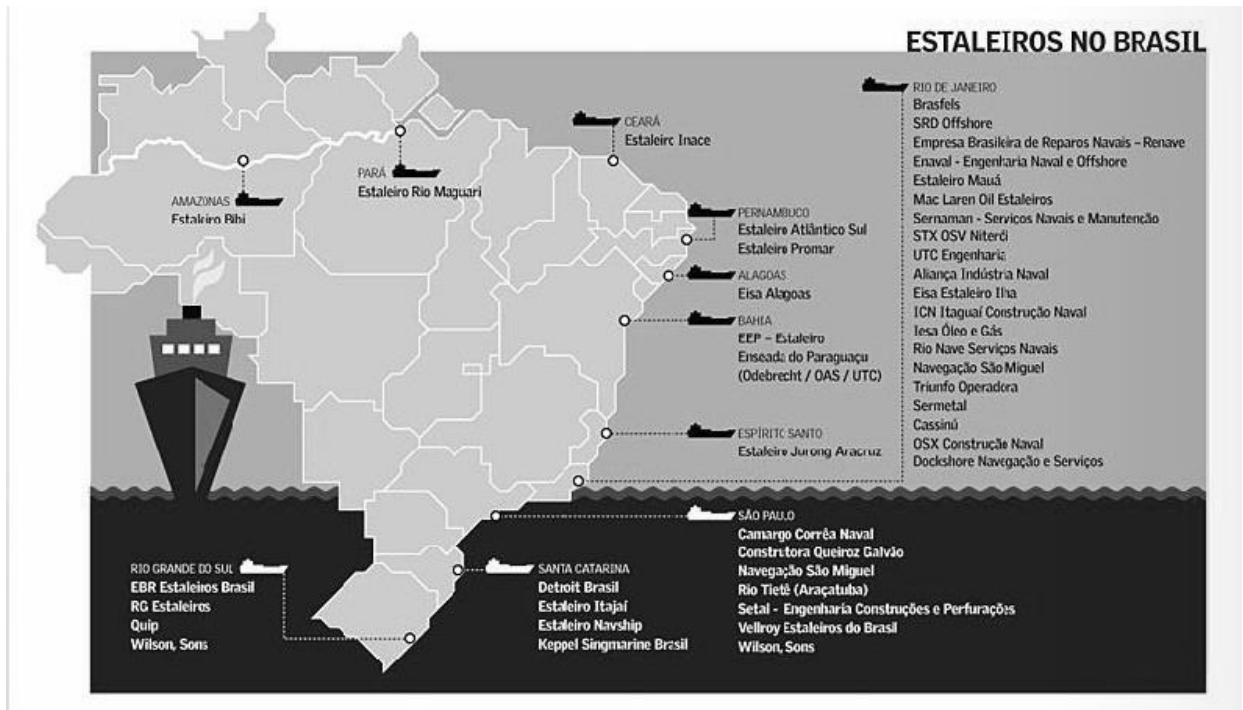 ESTALEIROS NO BRASIL
AMAZONAS
Estaleiro Bibi
PARÁ
Estaleiro Rio Maguari
CEARÁ
Estaleiro Inace
PERNAMBUCO
Estaleiro Atlântico Sul
Estaleiro Promar
ALAGOAS
Eisa Alagoas
BAHIA
EEP – Estaleiro
Enseada do Paraguaçu
(Odebrecht / OAS / UTC)
ESPÍRITO SANTO
Estaleiro Jurong Aracruz
RIO DE JANEIRO
Brasfels
SRD Offshore
Empresa Brasileira de Reparos Navais – Renave
Enaval - Engenharia Naval e Offshore
Estaleiro Mauá
Mac Laren Oil Estaleiros
Sernaman - Serviços Navais e Manutenção
STX OSV Niterói
UTC Engenharia
Aliança Indústria Naval
Eisa Estaleiro Ilha
ICN Itaguaí Construção Naval
Iesa Óleo e Gás
Rio Nave Serviços Navais
Navegação São Miguel
Triunfo Operadora
Sermetal
Cassinú
OSX Construção Naval
Dockshore Navegação e Serviços
SÃO PAULO
Camargo Corrêa Naval
Construtora Queiroz Galvão
Navegação São Miguel
Rio Tietê (Araçatuba)
Setal - Engenharia Construções e Perfurações
Vellroy Estaleiros do Brasil
Wilson, Sons
SANTA CATARINA
Detroit Brasil
Estaleiro Itajaí
Estaleiro Navship
Keppel Singmarine Brasil
RIO GRANDE DO SUL
EBR Estaleiros Brasil
RG Estaleiros
Quip
Wilson, Sons